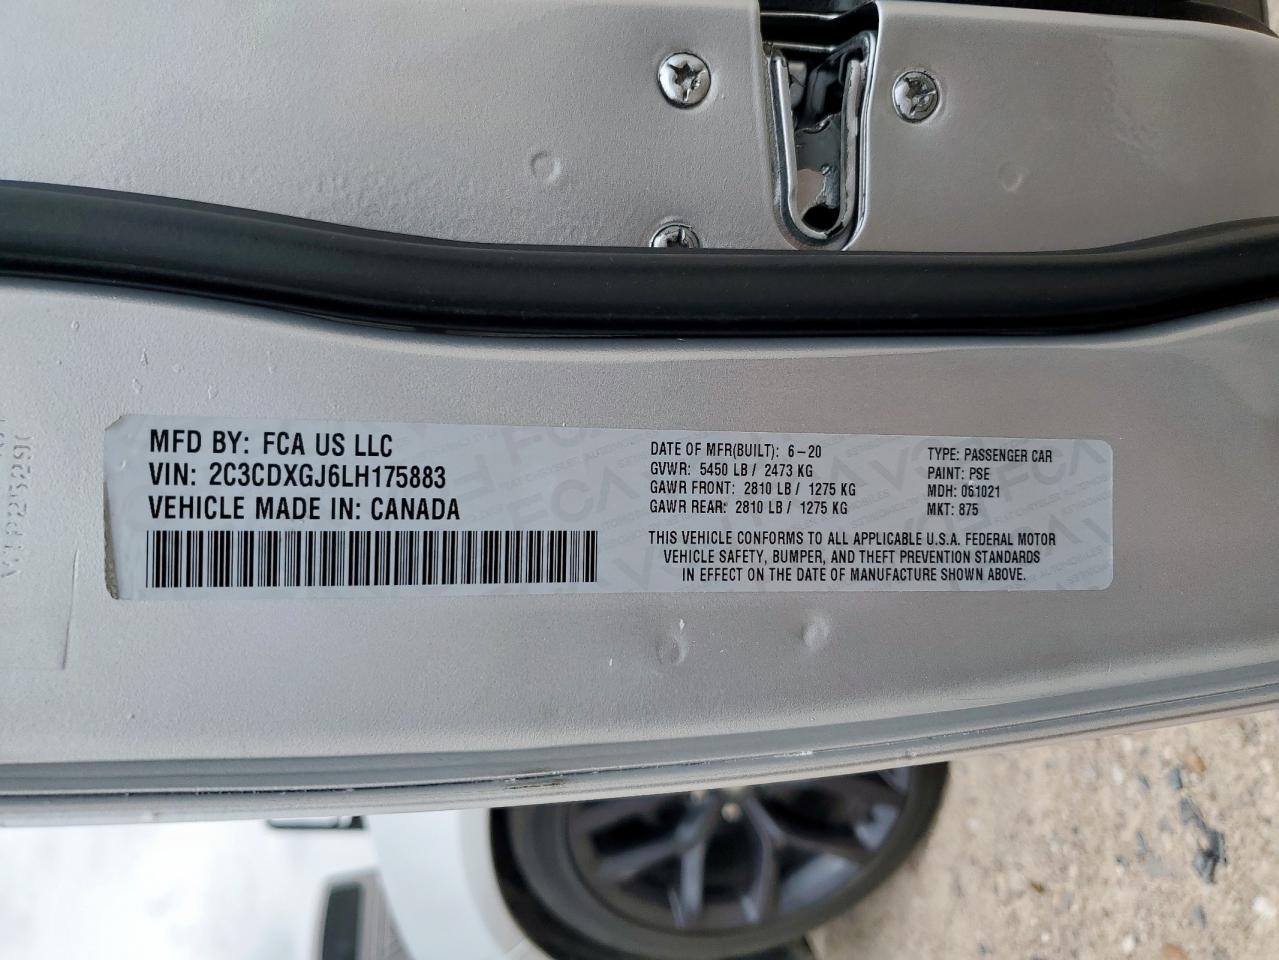 MFD BY: FCA US LLC
VIN: 2C3CDXGJ6LH175883
VEHICLE MADE IN: CANADA
DATE OF MFR(BUILT): 6-20
GVWR: 5450 LB / 2473 KG
GAWR FRONT: 2810 LB / 1275 KG
GAWR REAR: 2810 LB / 1275 KG
TYPE: PASSENGER CAR
PAINT: PSE
MDH: 061021
MKT: 875
THIS VEHICLE CONFORMS TO ALL APPLICABLE U.S.A. FEDERAL MOTOR
VEHICLE SAFETY, BUMPER, AND THEFT PREVENTION STANDARDS
IN EFFECT ON THE DATE OF MANUFACTURE SHOWN ABOVE.